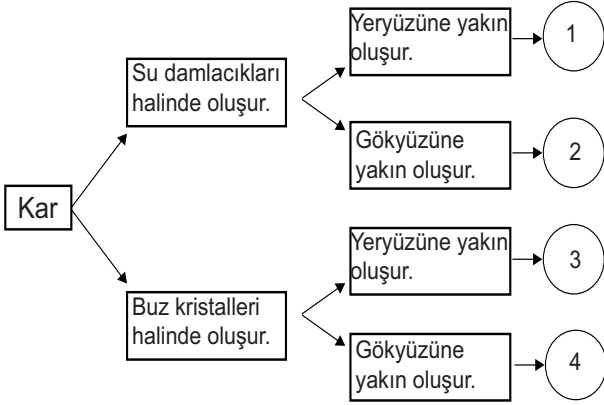 Kar
Su damlacıkları
halinde oluşur.
Yeryüzüne yakın
oluşur.
1
Gökyüzüne
yakın oluşur.
2
Buz kristalleri
halinde oluşur.
Yeryüzüne yakın
oluşur.
3
Gökyüzüne
yakın oluşur.
4